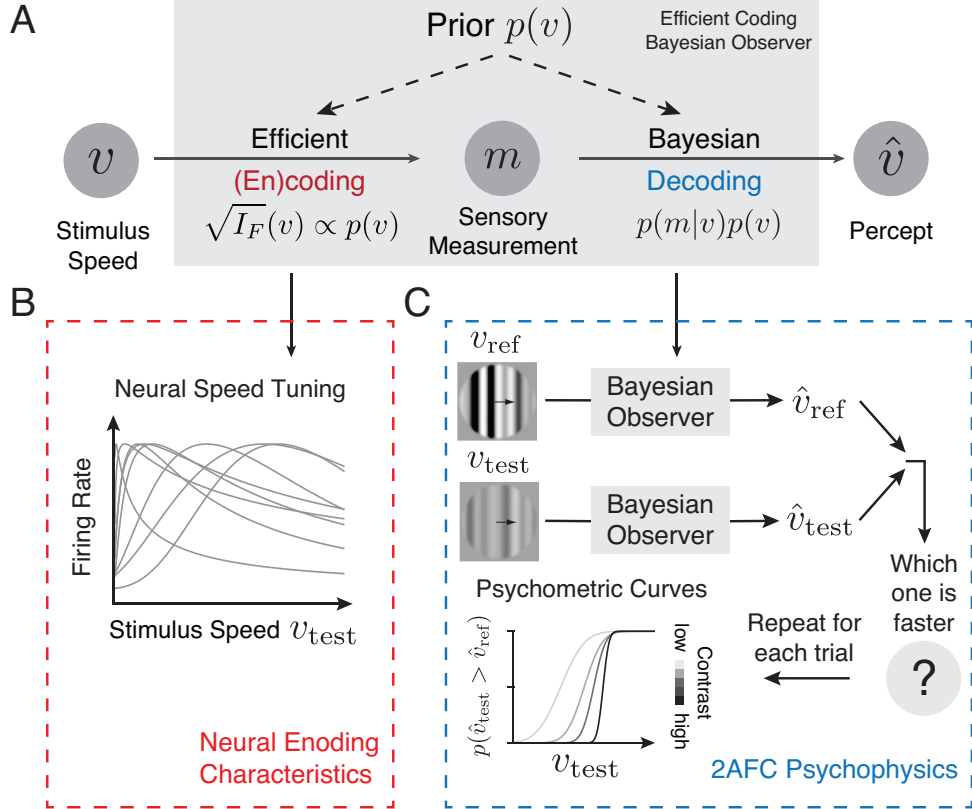 A
Prior p(v)
Efficient Coding
Bayesian Observer
v
Efficient
(En)coding
√I_F(v) ∝ p(v)
m
Bayesian
Decoding
p(m|v)p(v)
v̂
Stimulus
Speed
Sensory
Measurement
Percept
B
Neural Speed Tuning
Firing Rate
Stimulus Speed v_test
Neural Enoding
Characteristics
C
v_ref
Bayesian
Observer
v̂_ref
v_test
Bayesian
Observer
v̂_test
Which
one is
faster
?
Repeat for
each trial
Psychometric Curves
p(v̂_test > v̂_ref)
v_test
low
high
Contrast
2AFC Psychophysics